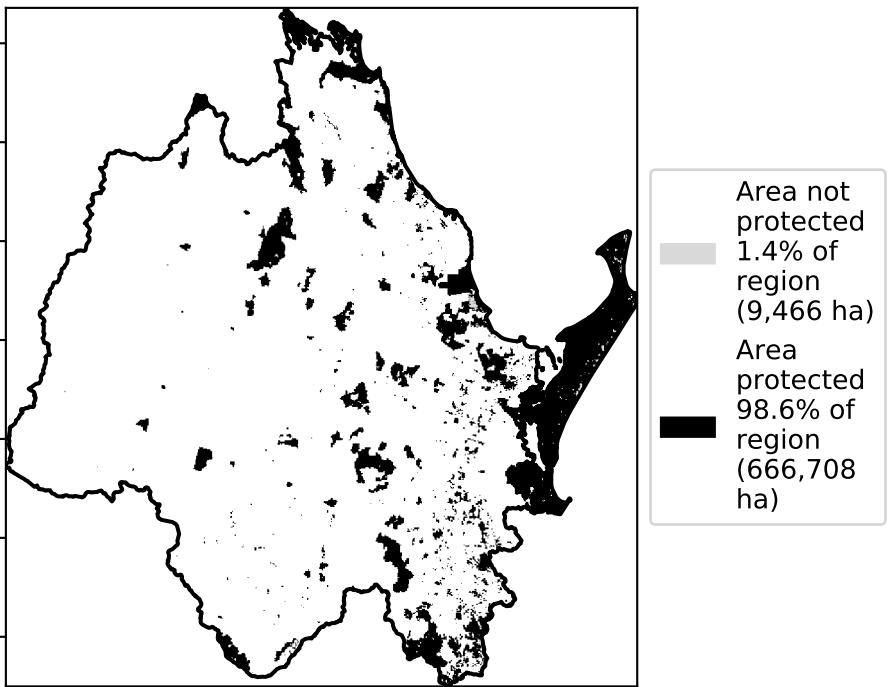 Area not
protected
1.4% of
region
(9,466 ha)
Area
protected
98.6% of
region
(666,708
ha)